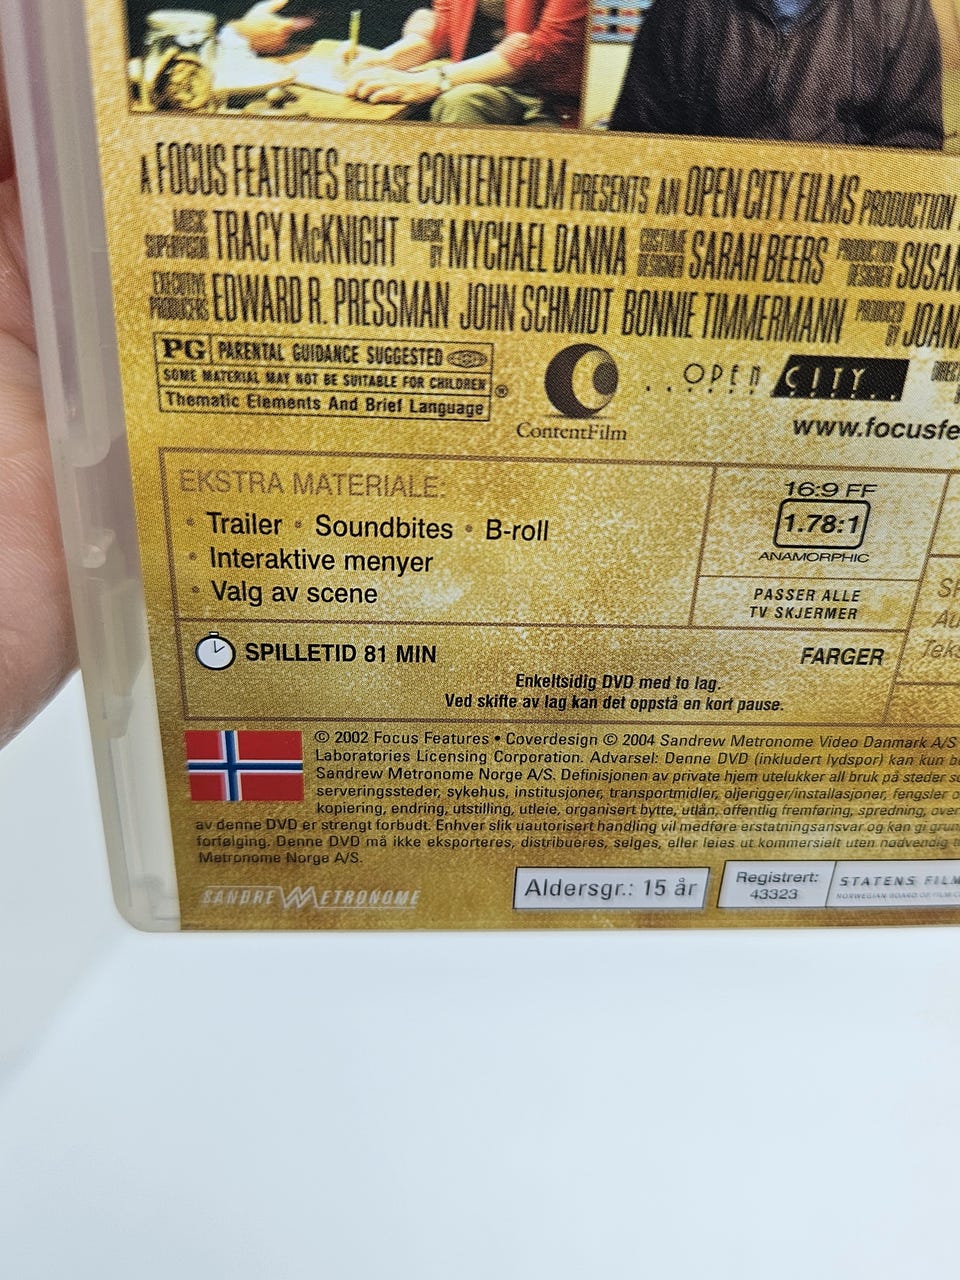 A FOCUS FEATURES RELEASE CONTENTFILM PRESENTS AN OPEN CITY FILMS PRODUCTION
MUSIC SUPERVISOR TRACY McKNIGHT MUSIC BY MYCHAEL DANNA COSTUME DESIGNER SARAH BEERS PRODUCTION DESIGNER SUSAN
EXECUTIVE PRODUCERS EDWARD R. PRESSMAN JOHN SCHMIDT BONNIE TIMMERMANN PRODUCED BY JOAN
PG PARENTAL GUIDANCE SUGGESTED
SOME MATERIAL MAY NOT BE SUITABLE FOR CHILDREN ®
Thematic Elements And Brief Language
ContentFilm
OPEN CITY
www.focusfe
EKSTRA MATERIALE:
• Trailer • Soundbites • B-roll
• Interaktive menyer
• Valg av scene
16:9 FF
1.78:1
ANAMORPHIC
PASSER ALLE
TV SKJERMER
SPILLETID 81 MIN
FARGER
Enkeltsidig DVD med to lag.
Ved skifte av lag kan det oppstå en kort pause.
© 2002 Focus Features • Coverdesign © 2004 Sandrew Metronome Video Danmark A/S
Laboratories Licensing Corporation. Advarsel: Denne DVD (inkludert lydspor) kan kun
Sandrew Metronome Norge A/S. Definisjonen av private hjem utelukker all bruk på steder
serveringssteder, sykehus, institusjoner, transportmidler, oljerigger/installasjoner, fengsler
kopiering, endring, utstilling, utleie, organisert bytte, utlån, offentlig fremføring, spredning,
av denne DVD er strengt forbudt. Enhver slik uautorisert handling vil medføre erstatningsansvar og kan gi
forfølging. Denne DVD må ikke eksporteres, distribueres, selges, eller leies ut kommersielt uten nødvendig
Metronome Norge A/S.
SANDREW METRONOME
Aldersgr.: 15 år
Registrert:
43323
STATENS FILM